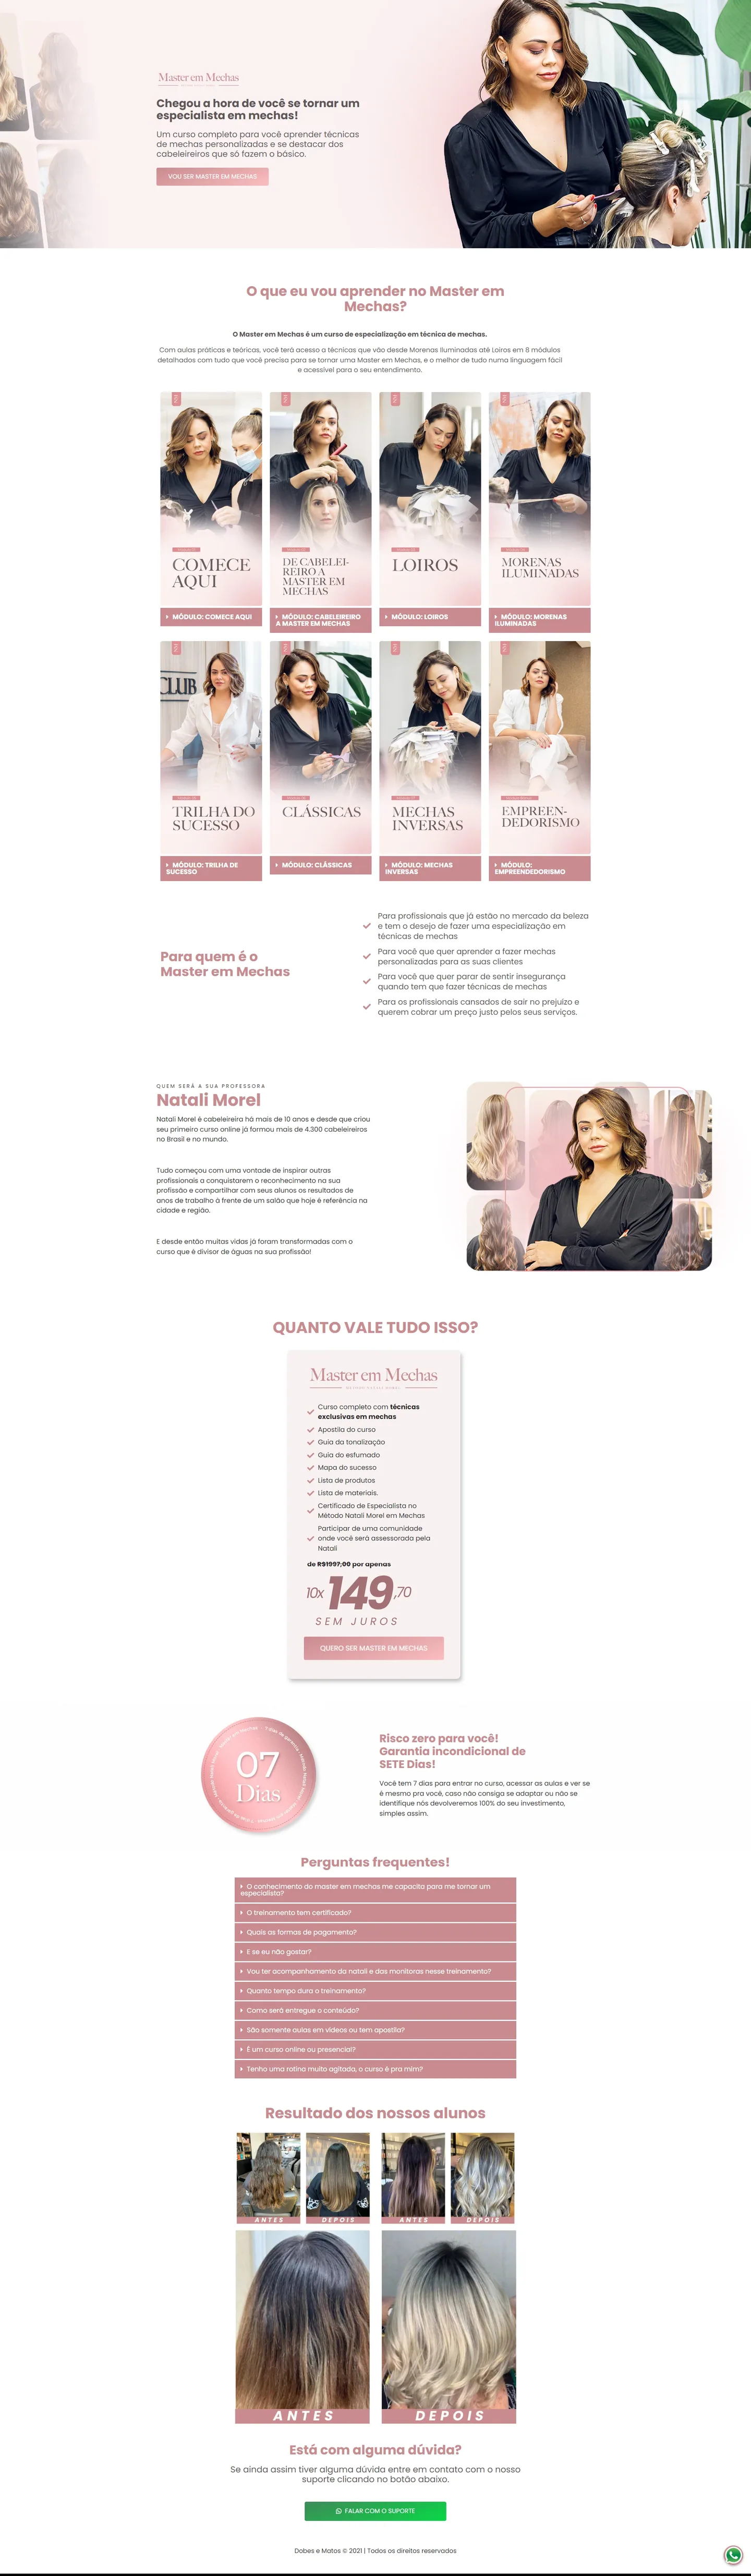 Master em Mechas
Chegou a hora de você se tornar um
especialista em mechas!
Um curso completo para você aprender técnicas
de mechas personalizadas e se destacar dos
cabeleireiros que só fazem o básico.
VOU SER MASTER EM MECHAS
O que eu vou aprender no Master em
Mechas?
O Master em Mechas é um curso de especialização em técnica de mechas.
Com aulas práticas e teóricas, você terá acesso a técnicas que vão desde Morenas Iluminadas até Loiros em 8 módulos
detalhados com tudo que você precisa para se tornar uma Master em Mechas, e o melhor de tudo numa linguagem fácil
e acessível para o seu entendimento.
COMECE
AQUI
DE CABELEI-
REIRO A
MASTER EM
MECHAS
LOIROS
MORENAS
ILUMINADAS
MÓDULO: COMECE AQUI
MÓDULO: CABELEIREIRO
A MASTER EM MECHAS
MÓDULO: LOIROS
MÓDULO: MORENAS
ILUMINADAS
CLUB
TRILHA DO
SUCESSO
CLÁSSICAS
MECHAS
INVERSAS
EMPREEN-
DEDORISMO
MÓDULO: TRILHA DE
SUCESSO
MÓDULO: CLÁSSICAS
MÓDULO: MECHAS
INVERSAS
MÓDULO:
EMPREENDEDORISMO
Para quem é o
Master em Mechas
Para profissionais que já estão no mercado da beleza
e tem o desejo de fazer uma especialização em
técnicas de mechas
Para você que quer aprender a fazer mechas
personalizadas para as suas clientes
Para você que quer parar de sentir insegurança
quando tem que fazer técnicas de mechas
Para os profissionais cansados de sair no prejuízo e
querem cobrar um preço justo pelos seus serviços.
QUEM SERÁ A SUA PROFESSORA
Natali Morel
Natali Morel é cabeleireira há mais de 10 anos e desde que criou
seu primeiro curso online já formou mais de 4.300 cabeleireiros
no Brasil e no mundo.
Tudo começou com uma vontade de inspirar outras
profissionais a conquistarem o reconhecimento na sua
profissão e compartilhar com seus alunos os resultados de
anos de trabalho à frente de um salão que hoje é referência na
cidade e região.
E desde então muitas vidas já foram transformadas com o
curso que é divisor de águas na sua profissão!
QUANTO VALE TUDO ISSO?
Master em Mechas
MÉTODO NATALI MOREL
Curso completo com técnicas
exclusivas em mechas
Apostila do curso
Guia da tonalização
Guia do esfumado
Mapa do sucesso
Lista de produtos
Lista de materiais.
Certificado de Especialista no
Método Natali Morel em Mechas
Participar de uma comunidade
onde você será assessorada pela
Natali
de R$1997,00 por apenas
10x 149,70
SEM JUROS
QUERO SER MASTER EM MECHAS
07
Dias
Risco zero para você!
Garantia incondicional de
SETE Dias!
Você tem 7 dias para entrar no curso, acessar as aulas e ver se
é mesmo pra você, caso não consiga se adaptar ou não se
identifique nós devolveremos 100% do seu investimento,
simples assim.
Perguntas frequentes!
O conhecimento do master em mechas me capacita para me tornar um
especialista?
O treinamento tem certificado?
Quais as formas de pagamento?
E se eu não gostar?
Vou ter acompanhamento da natali e das monitoras nesse treinamento?
Quanto tempo dura o treinamento?
Como será entregue o conteúdo?
São somente aulas em vídeos ou tem apostila?
É um curso online ou presencial?
Tenho uma rotina muito agitada, o curso é pra mim?
Resultado dos nossos alunos
ANTES
DEPOIS
ANTES
DEPOIS
ANTES
DEPOIS
Está com alguma dúvida?
Se ainda assim tiver alguma dúvida entre em contato com o nosso
suporte clicando no botão abaixo.
FALAR COM O SUPORTE
Dobes e Matos © 2021 | Todos os direitos reservados